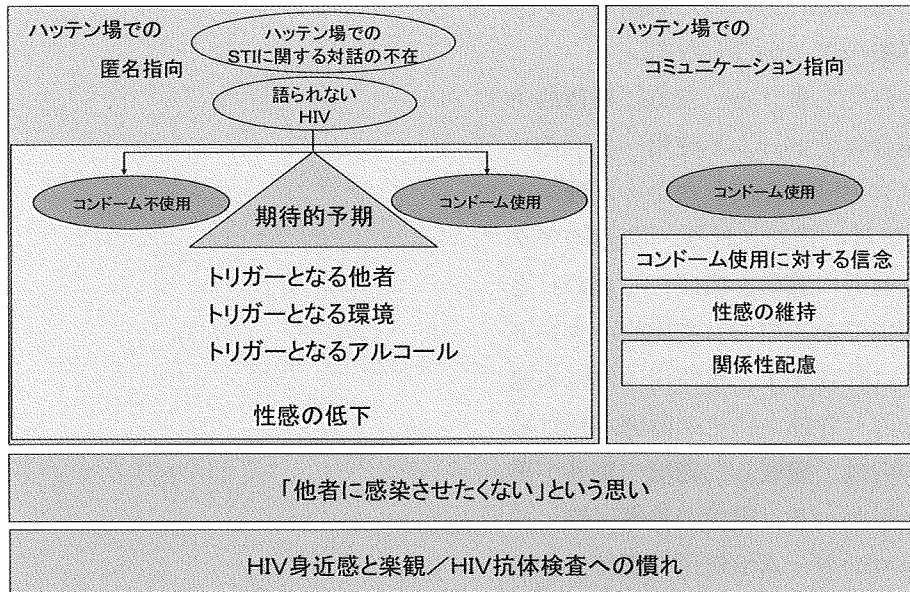 ハッテン場での
匿名指向
ハッテン場での
STIに関する対話の不在
語られない
HIV
コンドーム不使用
期待的予期
コンドーム使用
トリガーとなる他者
トリガーとなる環境
トリガーとなるアルコール
性感の低下
ハッテン場での
コミュニケーション指向
コンドーム使用
コンドーム使用に対する信念
性感の維持
関係性配慮
「他者に感染させたくない」という思い
HIV身近感と楽観／HIV抗体検査への慣れ